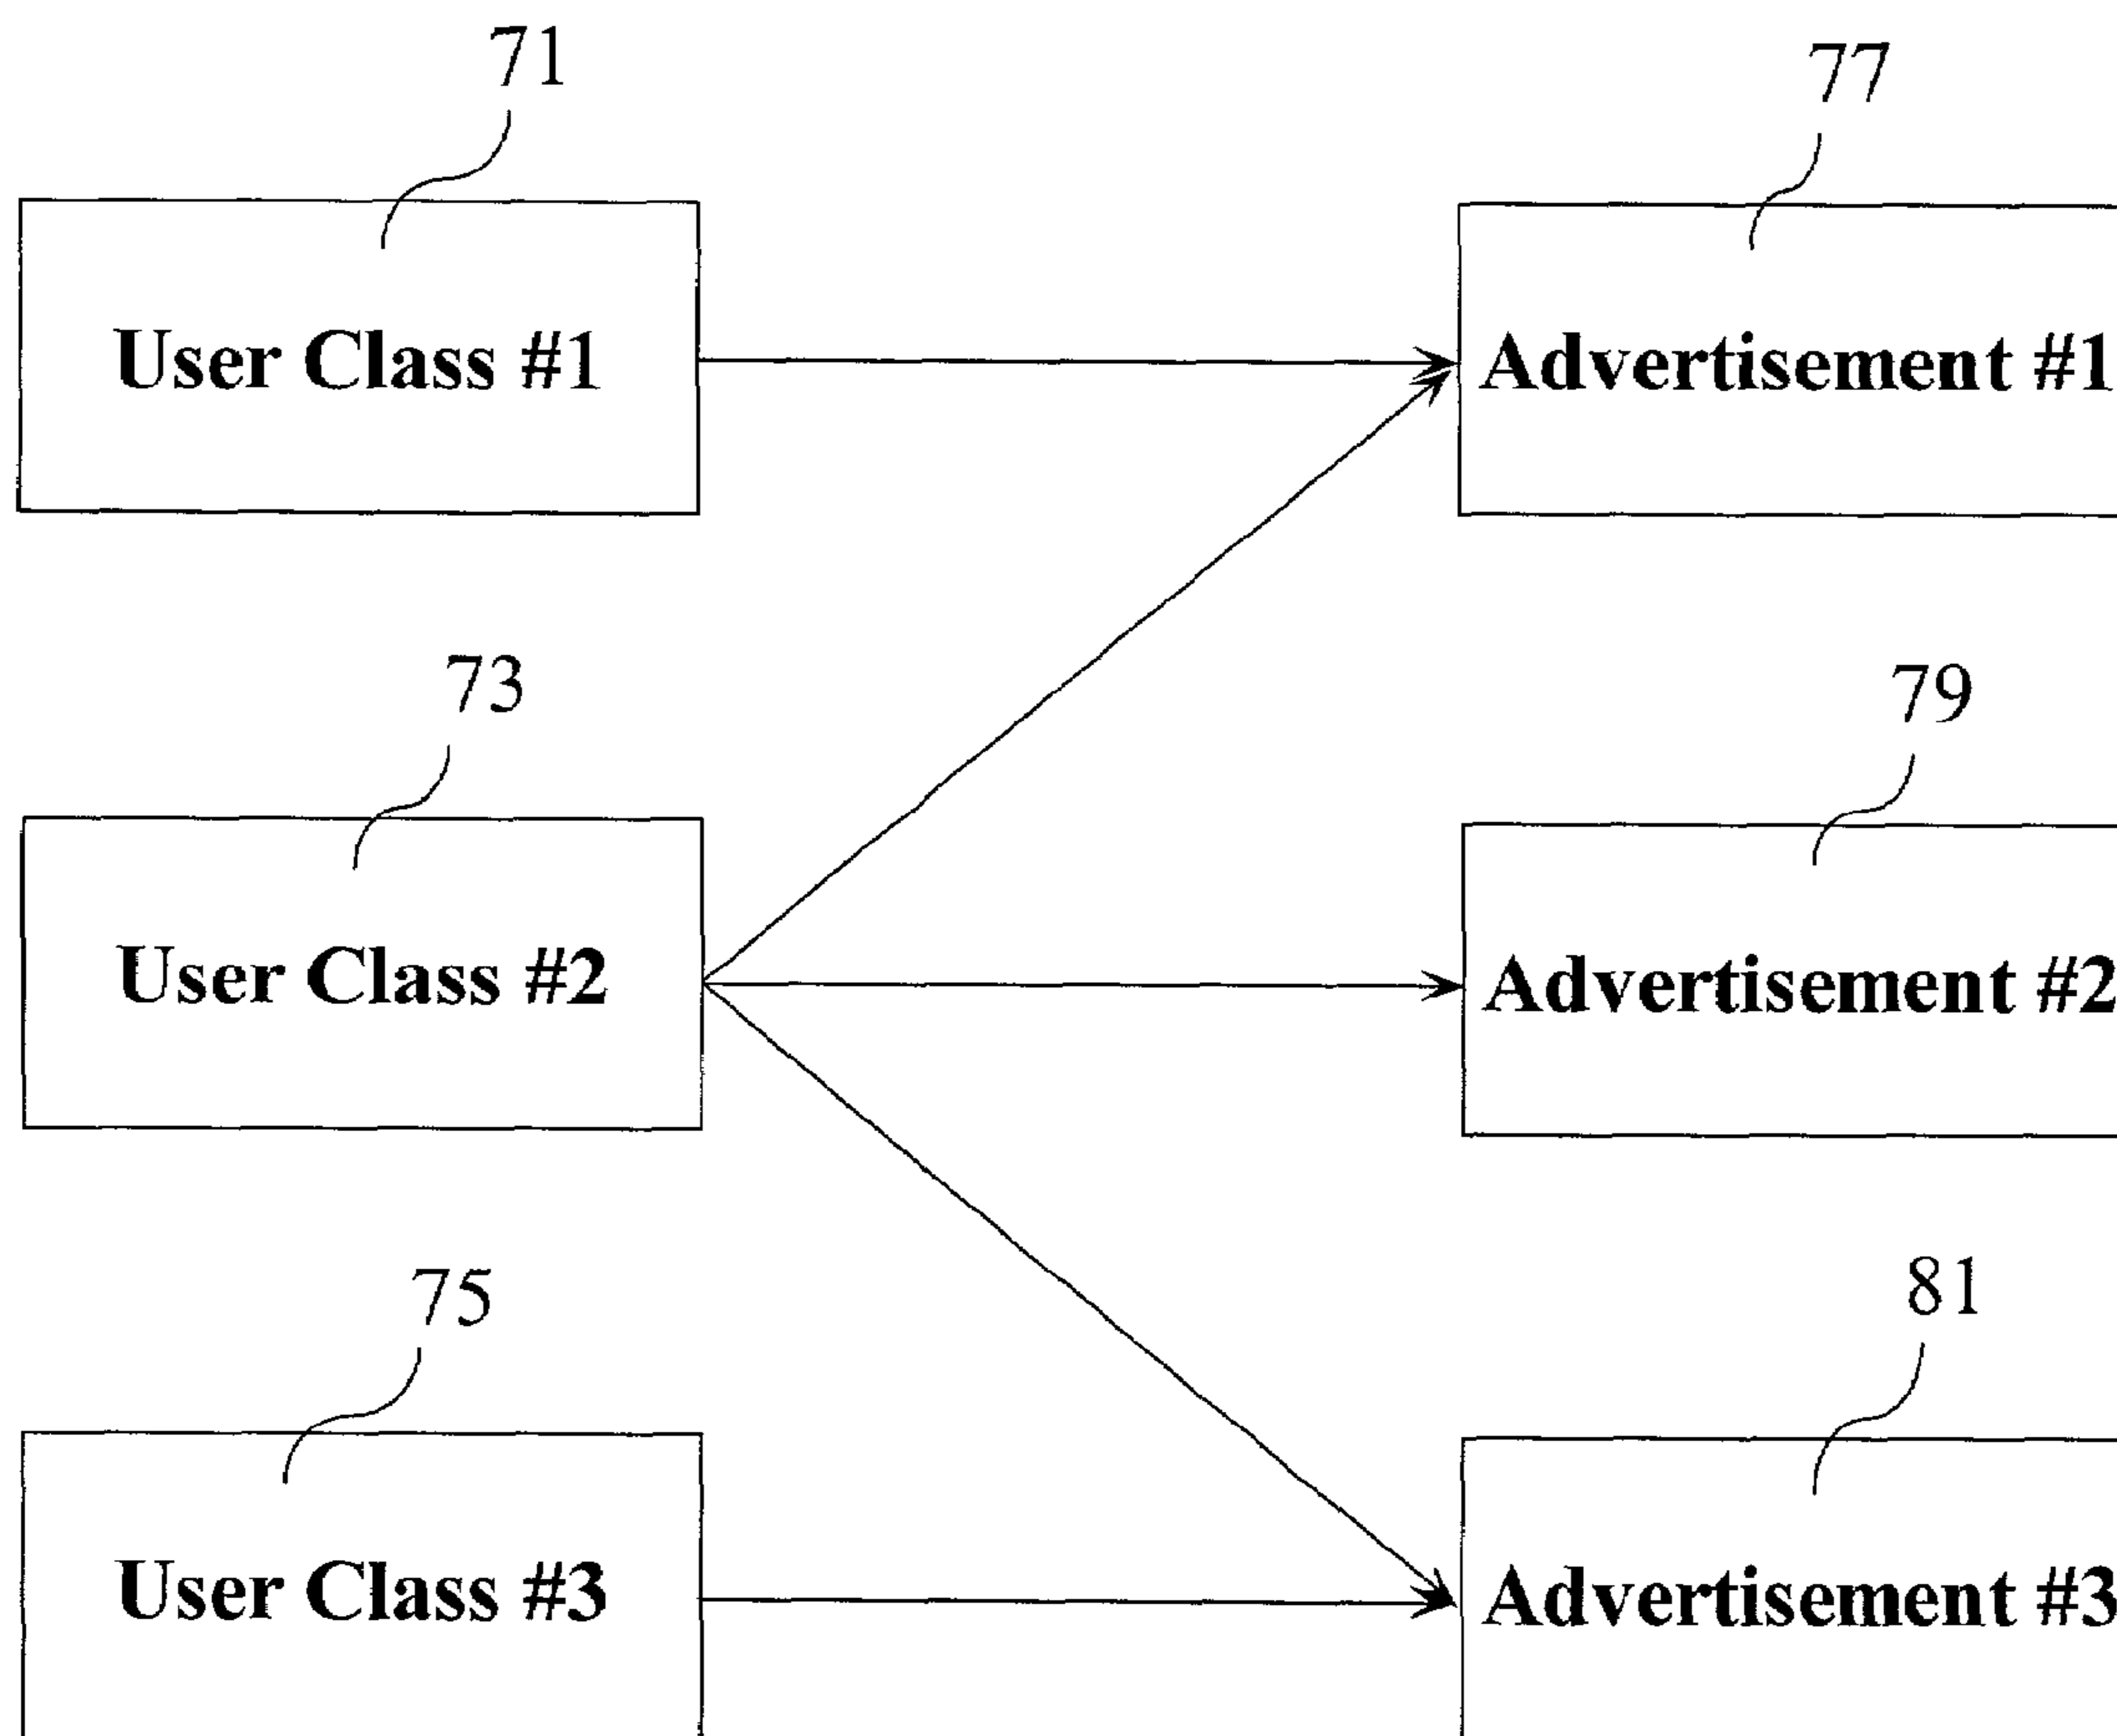 71
77
User Class #1
Advertisement #1
73
79
User Class #2
Advertisement #2
75
81
User Class #3
Advertisement #3